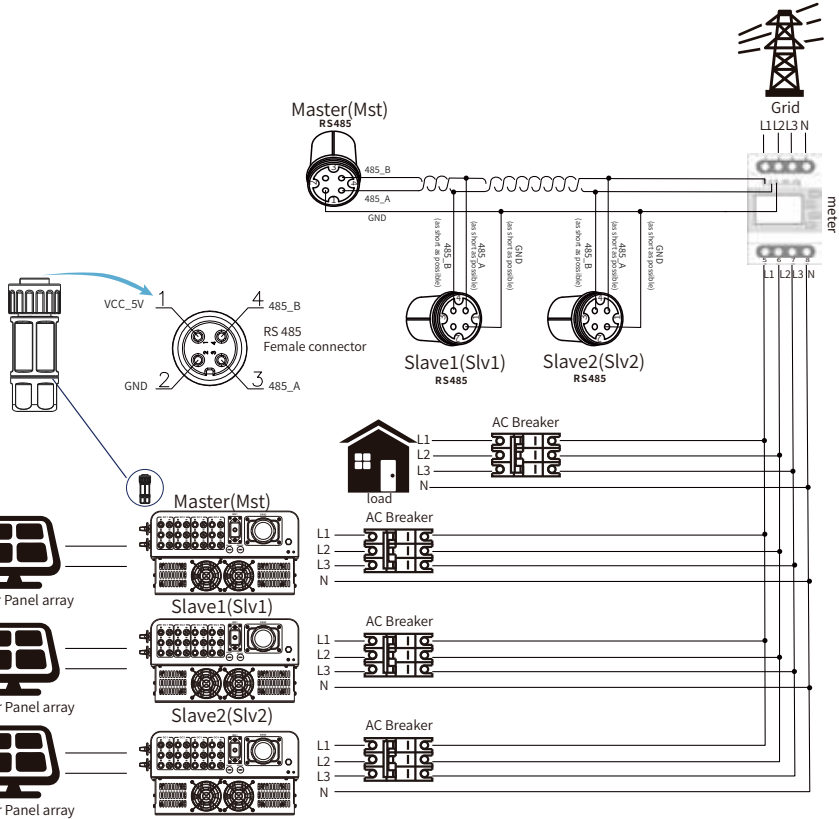 Grid
L1 L2 L3 N
meter
5 6 7 8
L1 L2 L3 N
Master(Mst)
RS485
485_B
485_A
GND
485_B
(as short as possible)
485_A
(as short as possible)
GND
(as short as possible)
485_B
(as short as possible)
485_A
(as short as possible)
GND
(as short as possible)
Slave1(Slv1)
RS485
Slave2(Slv2)
RS485
VCC_5V
1
4
485_B
RS 485
Female connector
GND
2
3
485_A
AC Breaker
L1
L2
L3
N
load
Master(Mst)
AC Breaker
L1
L2
L3
N
Panel array
Slave1(Slv1)
AC Breaker
L1
L2
L3
N
Panel array
Slave2(Slv2)
AC Breaker
L1
L2
L3
N
Panel array